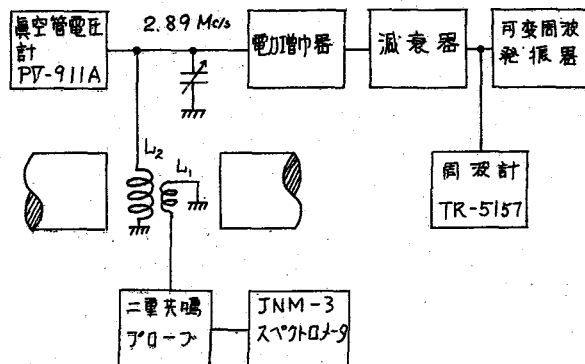 眞空管電圧
計
PV-911A
2.89 Mc/s
電力増巾器
減衰器
可変周波
発振器
周波計
TR-5157
L₂
L₁
二重共鳴
プローブ
JNM-3
スペクトロメータ